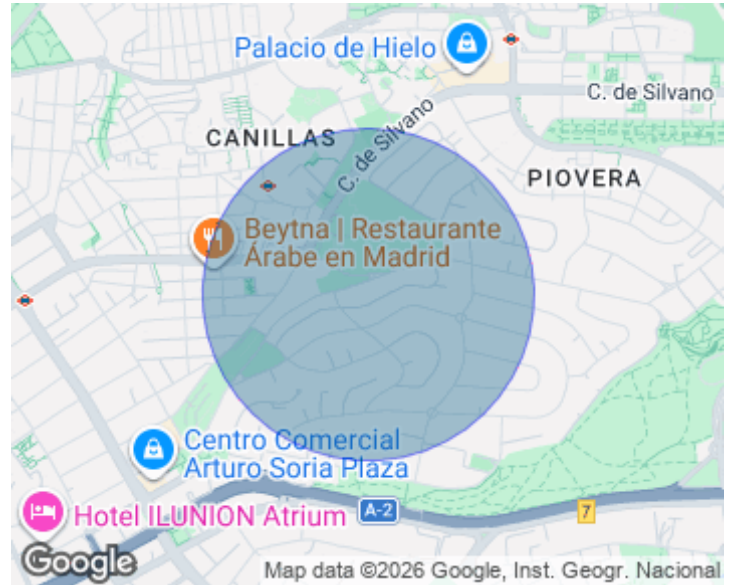 Palacio de Hielo
C. de Silvano
CANILLAS
C. de Silvano
PIOVERA
Beytna | Restaurante
Árabe en Madrid
Centro Comercial
Arturo Soria Plaza
A-2
7
Hotel ILUNION Atrium
Google
Map data ©2026 Google, Inst. Geogr. Nacional